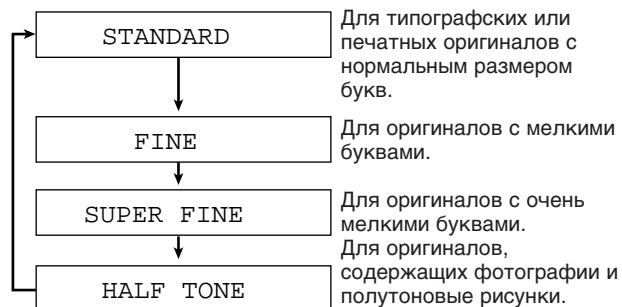 STANDARD
Для типографских или
печатных оригиналов с
нормальным размером
букв.
FINE
Для оригиналов с мелкими
буквами.
SUPER FINE
Для оригиналов с очень
мелкими буквами.
HALF TONE
Для оригиналов,
содержащих фотографии и
полутоновые рисунки.